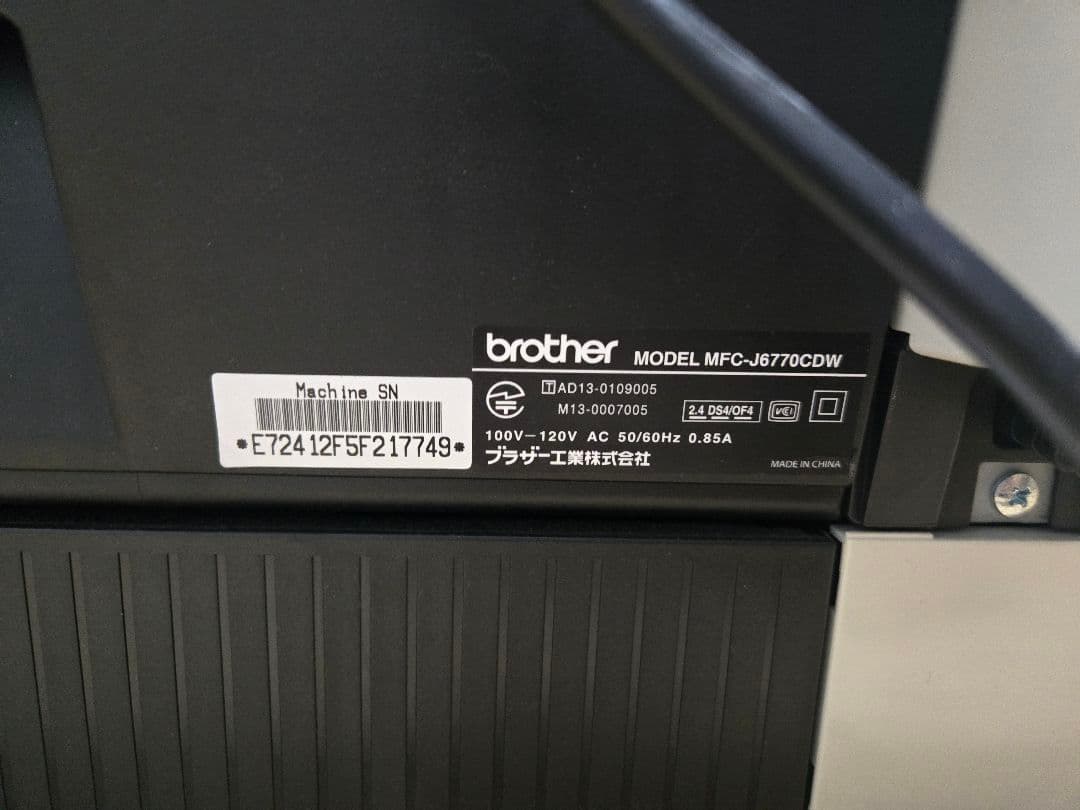 brother MODEL MFC-J6770CDW
Machine SN
*E72412F5F217749*
T AD13-0109005
M13-0007005
2.4 DS4/OF4
VCI
100V-120V AC 50/60Hz 0.85A
ブラザー工業株式会社
MADE IN CHINA